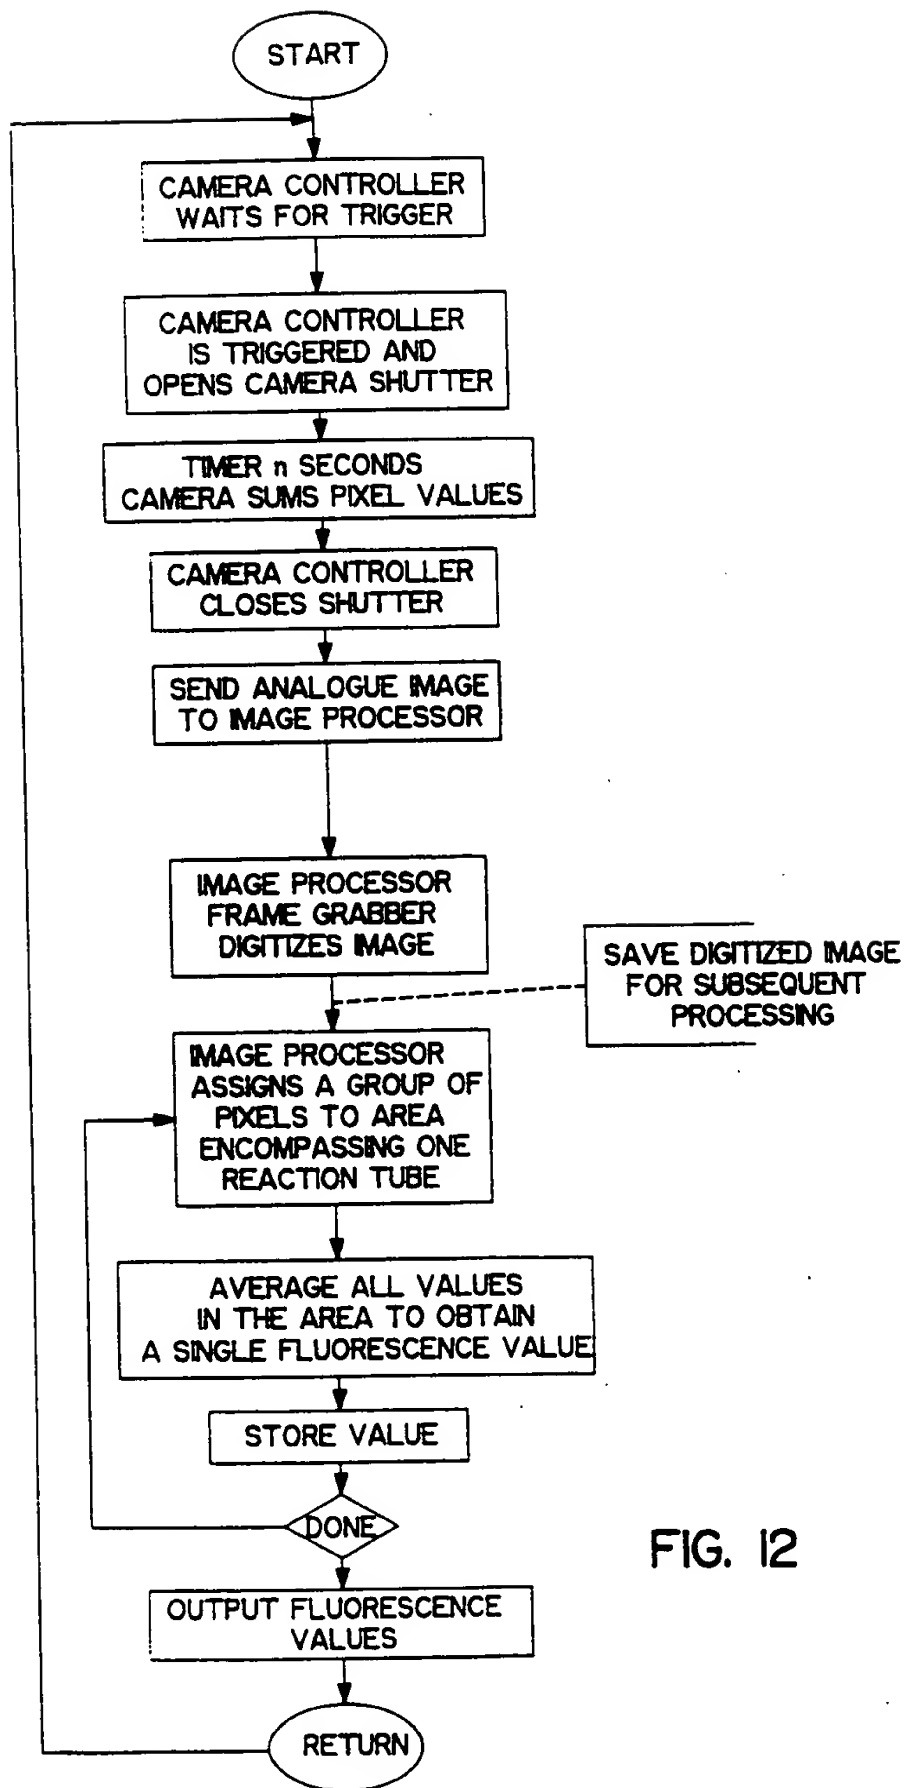 START
CAMERA CONTROLLER
WAITS FOR TRIGGER
CAMERA CONTROLLER
IS TRIGGERED AND
OPENS CAMERA SHUTTER
TIMER n SECONDS
CAMERA SUMS PIXEL VALUES
CAMERA CONTROLLER
CLOSES SHUTTER
SEND ANALOGUE IMAGE
TO IMAGE PROCESSOR
IMAGE PROCESSOR
FRAME GRABBER
DIGITIZES IMAGE
SAVE DIGITIZED IMAGE
FOR SUBSEQUENT
PROCESSING
IMAGE PROCESSOR
ASSIGNS A GROUP OF
PIXELS TO AREA
ENCOMPASSING ONE
REACTION TUBE
AVERAGE ALL VALUES
IN THE AREA TO OBTAIN
A SINGLE FLUORESCENCE VALUE
STORE VALUE
DONE
OUTPUT FLUORESCENCE
VALUES
RETURN
FIG. 12